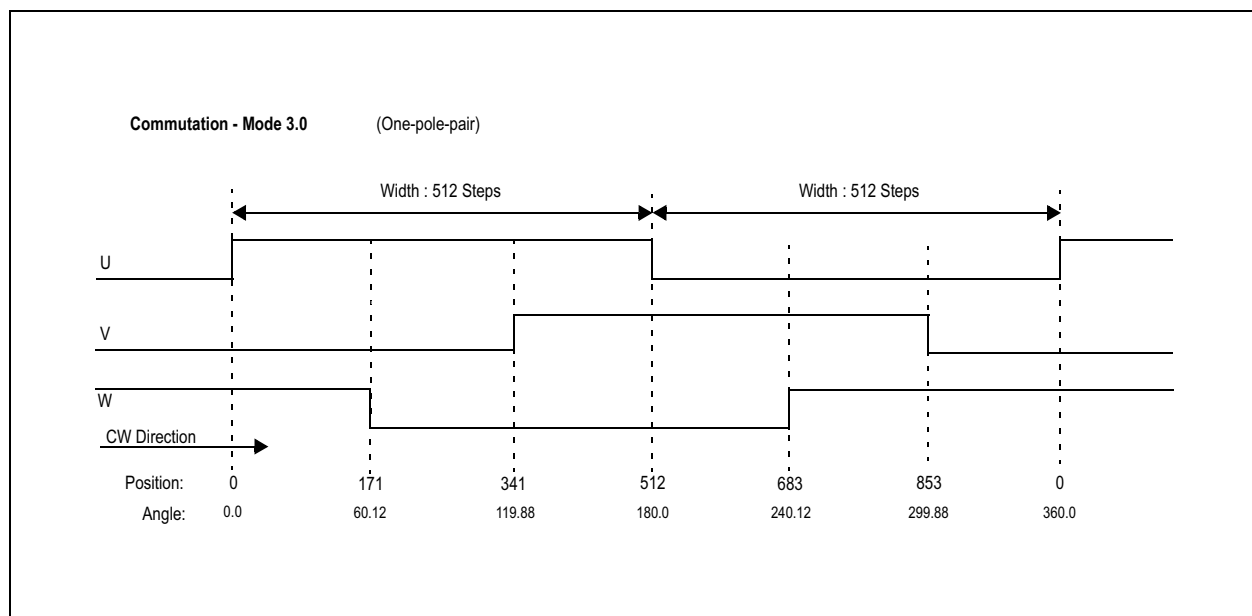 Commutation - Mode 3.0 (One-pole-pair)
Width : 512 Steps Width : 512 Steps
U
V
W
CW Direction
Position: 0 171 341 512 683 853 0
Angle: 0.0 60.12 119.88 180.0 240.12 299.88 360.0